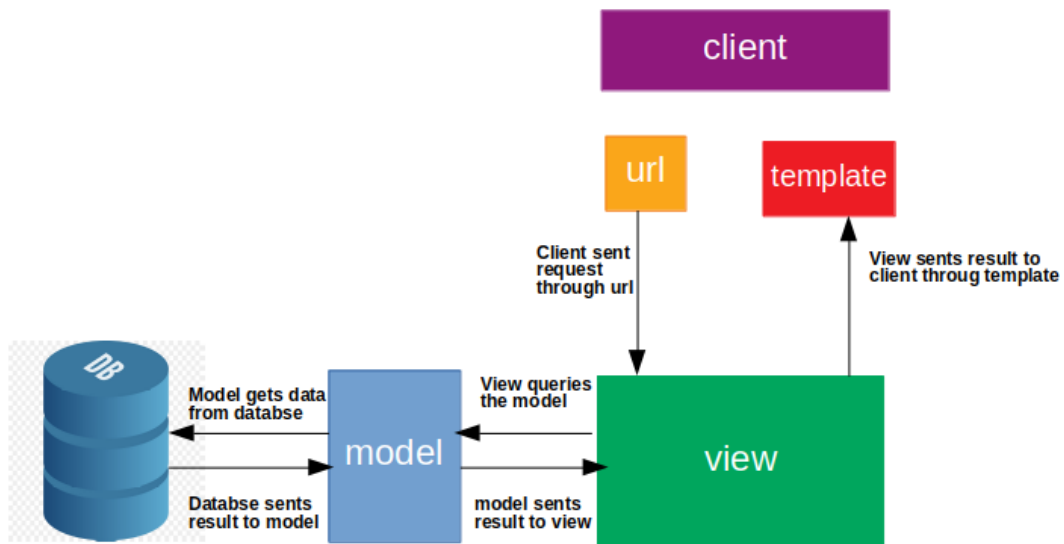 client
url
template
Client sent
request
through url
View sents result to
client throug template
DB
Model gets data
from databse
View queries
the model
model
view
Databse sents
result to model
model sents
result to view